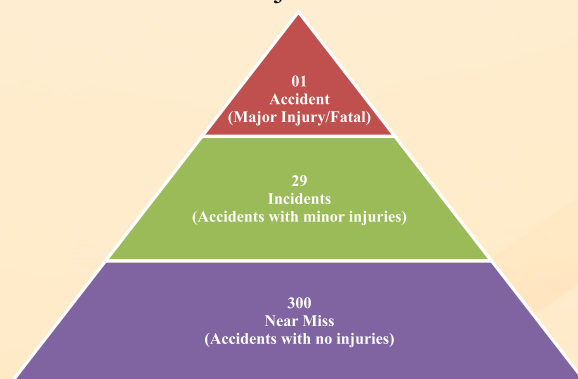 01
Accident
(Major Injury/Fatal)
29
Incidents
(Accidents with minor injuries)
300
Near Miss
(Accidents with no injuries)